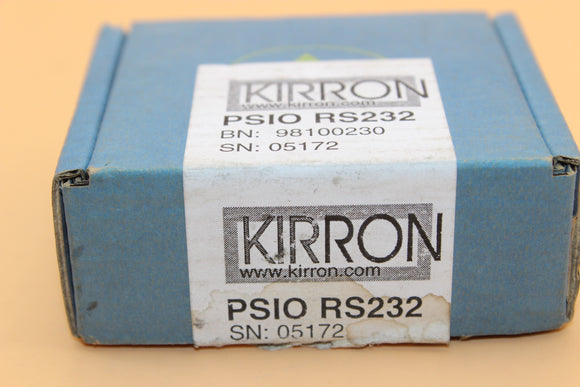 KIRRON
www.kirron.com
PSIO RS232
BN: 98100230
SN: 05172
KIRRON
www.kirron.com
PSIO RS232
SN: 05172